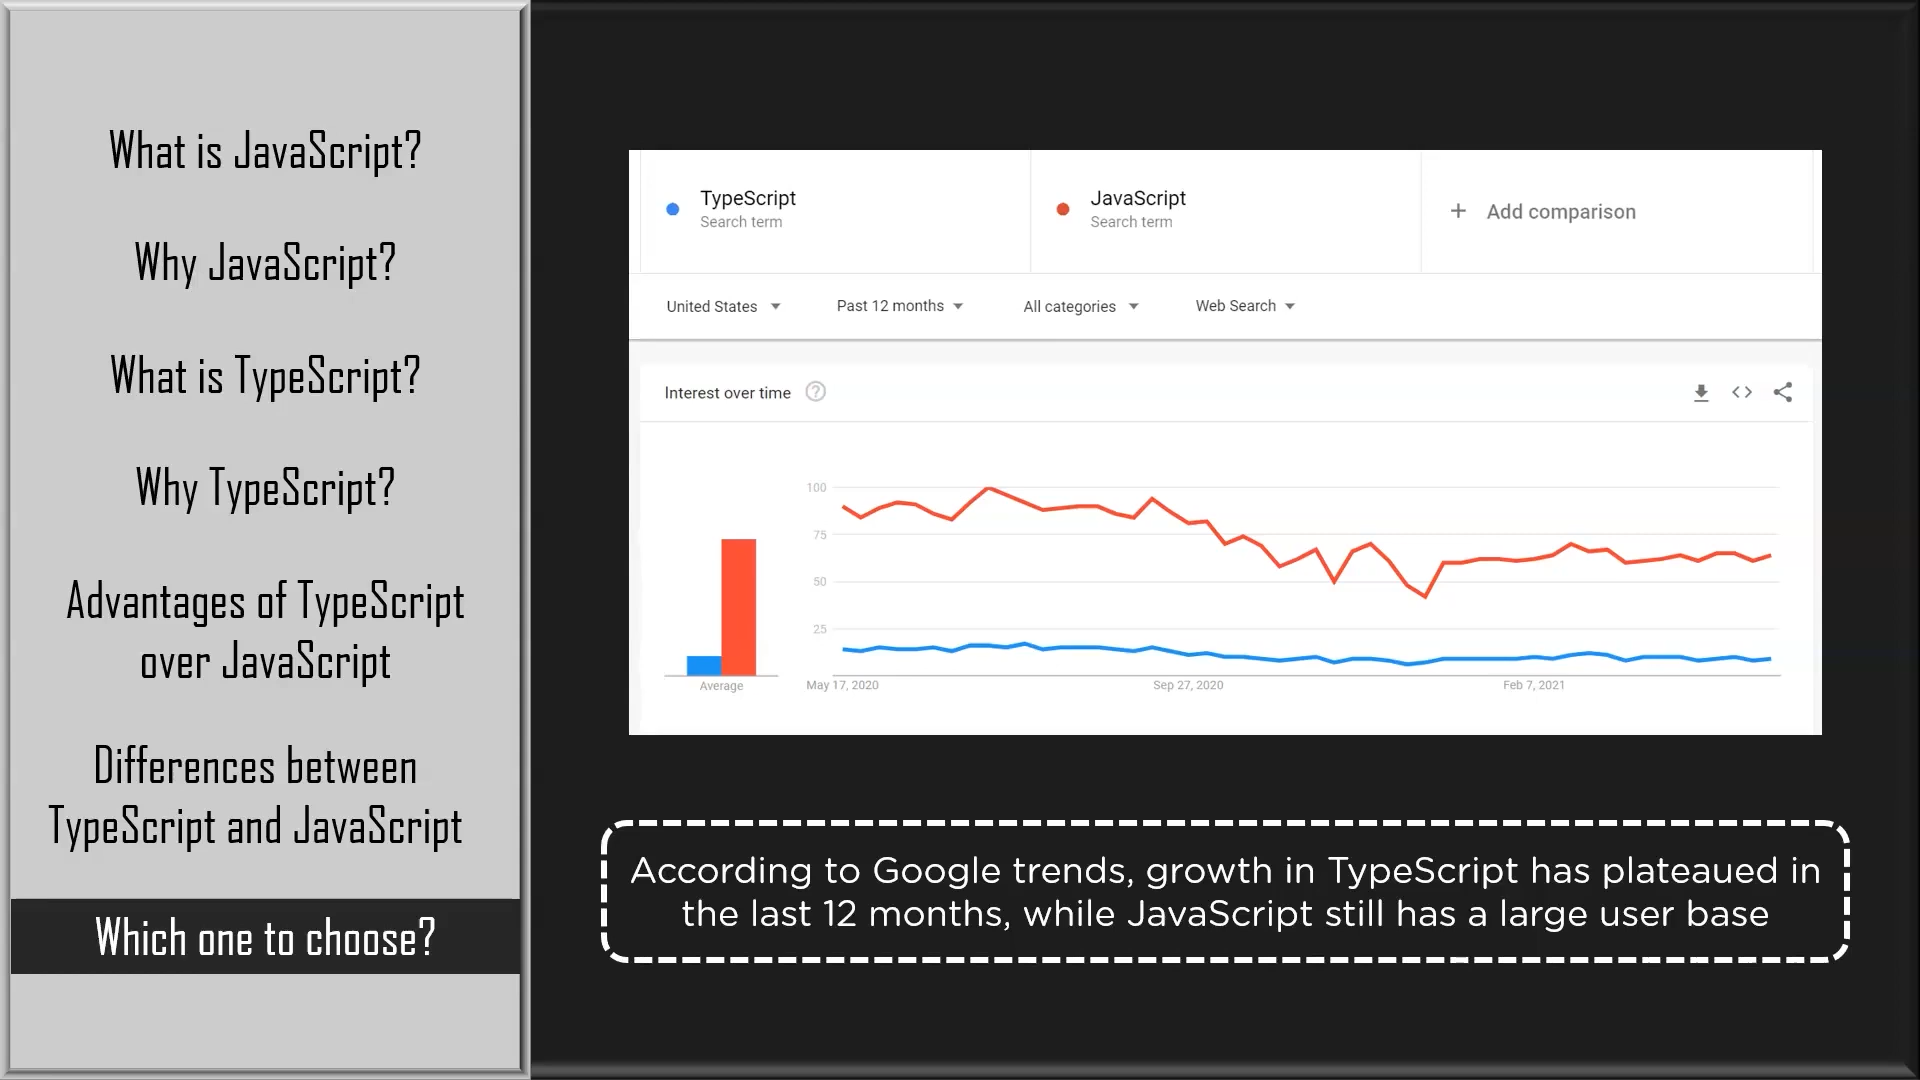 What is JavaScript?
Why JavaScript?
What is TypeScript?
Why TypeScript?
Advantages of TypeScript
over JavaScript
Differences between
TypeScript and JavaScript
Which one to choose?
TypeScript
Search term
JavaScript
Search term
+ Add comparison
United States
Past 12 months
All categories
Web Search
Interest over time
100
75
50
25
Average
May 17, 2020
Sep 27, 2020
Feb 7, 2021
According to Google trends, growth in TypeScript has plateaued in
the last 12 months, while JavaScript still has a large user base